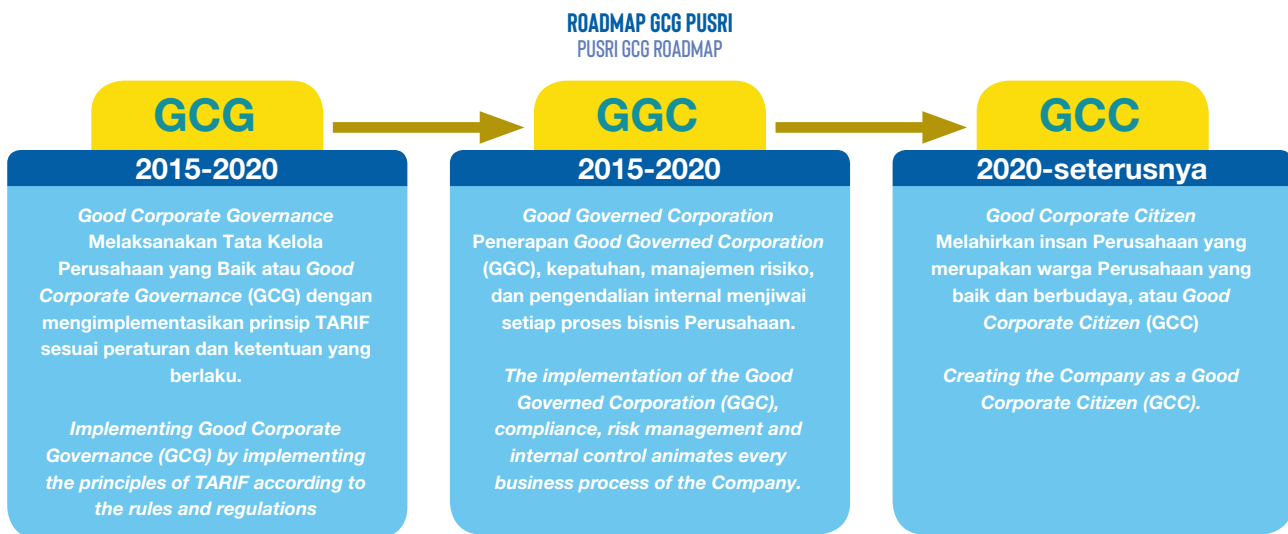 ROADMAP GCG PUSRI
PUSRI GCG ROADMAP
GCG
2015-2020
Good Corporate Governance
Melaksanakan Tata Kelola
Perusahaan yang Baik atau Good
Corporate Governance (GCG) dengan
mengimplementasikan prinsip TARIF
sesuai peraturan dan ketentuan yang
berlaku.
Implementing Good Corporate
Governance (GCG) by implementing
the principles of TARIF according to
the rules and regulations
GGC
2015-2020
Good Governed Corporation
Penerapan Good Governed Corporation
(GGC), kepatuhan, manajemen risiko,
dan pengendalian internal menjiwai
setiap proses bisnis Perusahaan.
The implementation of the Good
Governed Corporation (GGC),
compliance, risk management and
internal control animates every
business process of the Company.
GCC
2020-seterusnya
Good Corporate Citizen
Melahirkan insan Perusahaan yang
merupakan warga Perusahaan yang
baik dan berbudaya, atau Good
Corporate Citizen (GCC)
Creating the Company as a Good
Corporate Citizen (GCC).